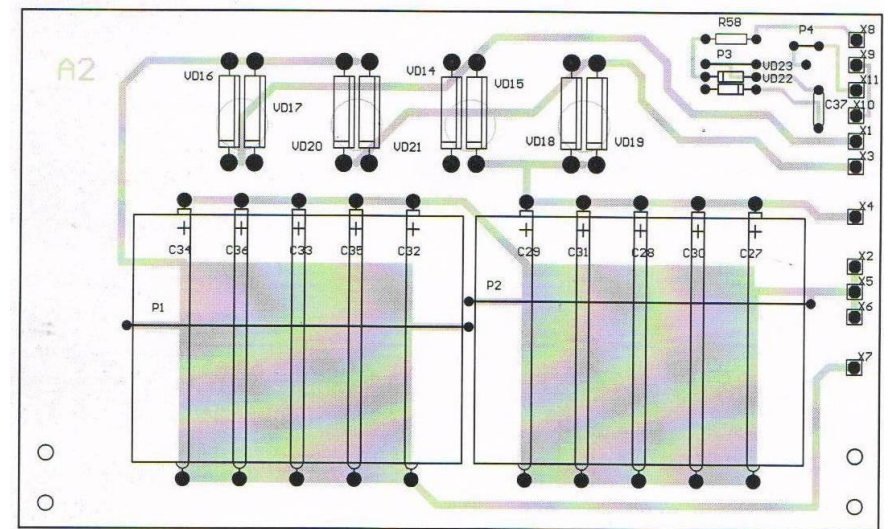 A2
R58
P4
X8
P3
X9
VD16
VD14
VD23
VD15
VD22
X11
VD17
C37
X10
VD20
VD21
VD18
VD19
X1
X3
X4
+ + + + + + + + + +
C34 C36 C33 C35 C32 C29 C31 C28 C30 C27
X2
P2
X5
P1
X6
X7